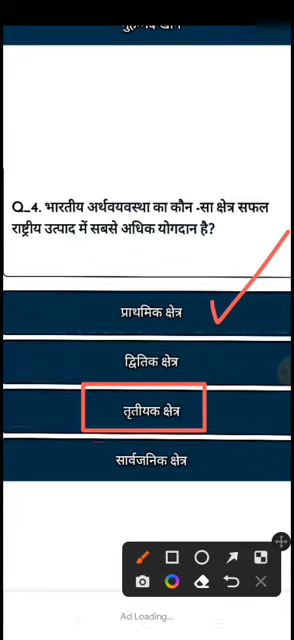 Q_4. भारतीय अर्थवयवस्था का कौन -सा क्षेत्र सफल
राष्ट्रीय उत्पाद में सबसे अधिक योगदान है?
प्राथमिक क्षेत्र
द्वितिक क्षेत्र
तृतीयक क्षेत्र
सार्वजनिक क्षेत्र
Ad Loading...